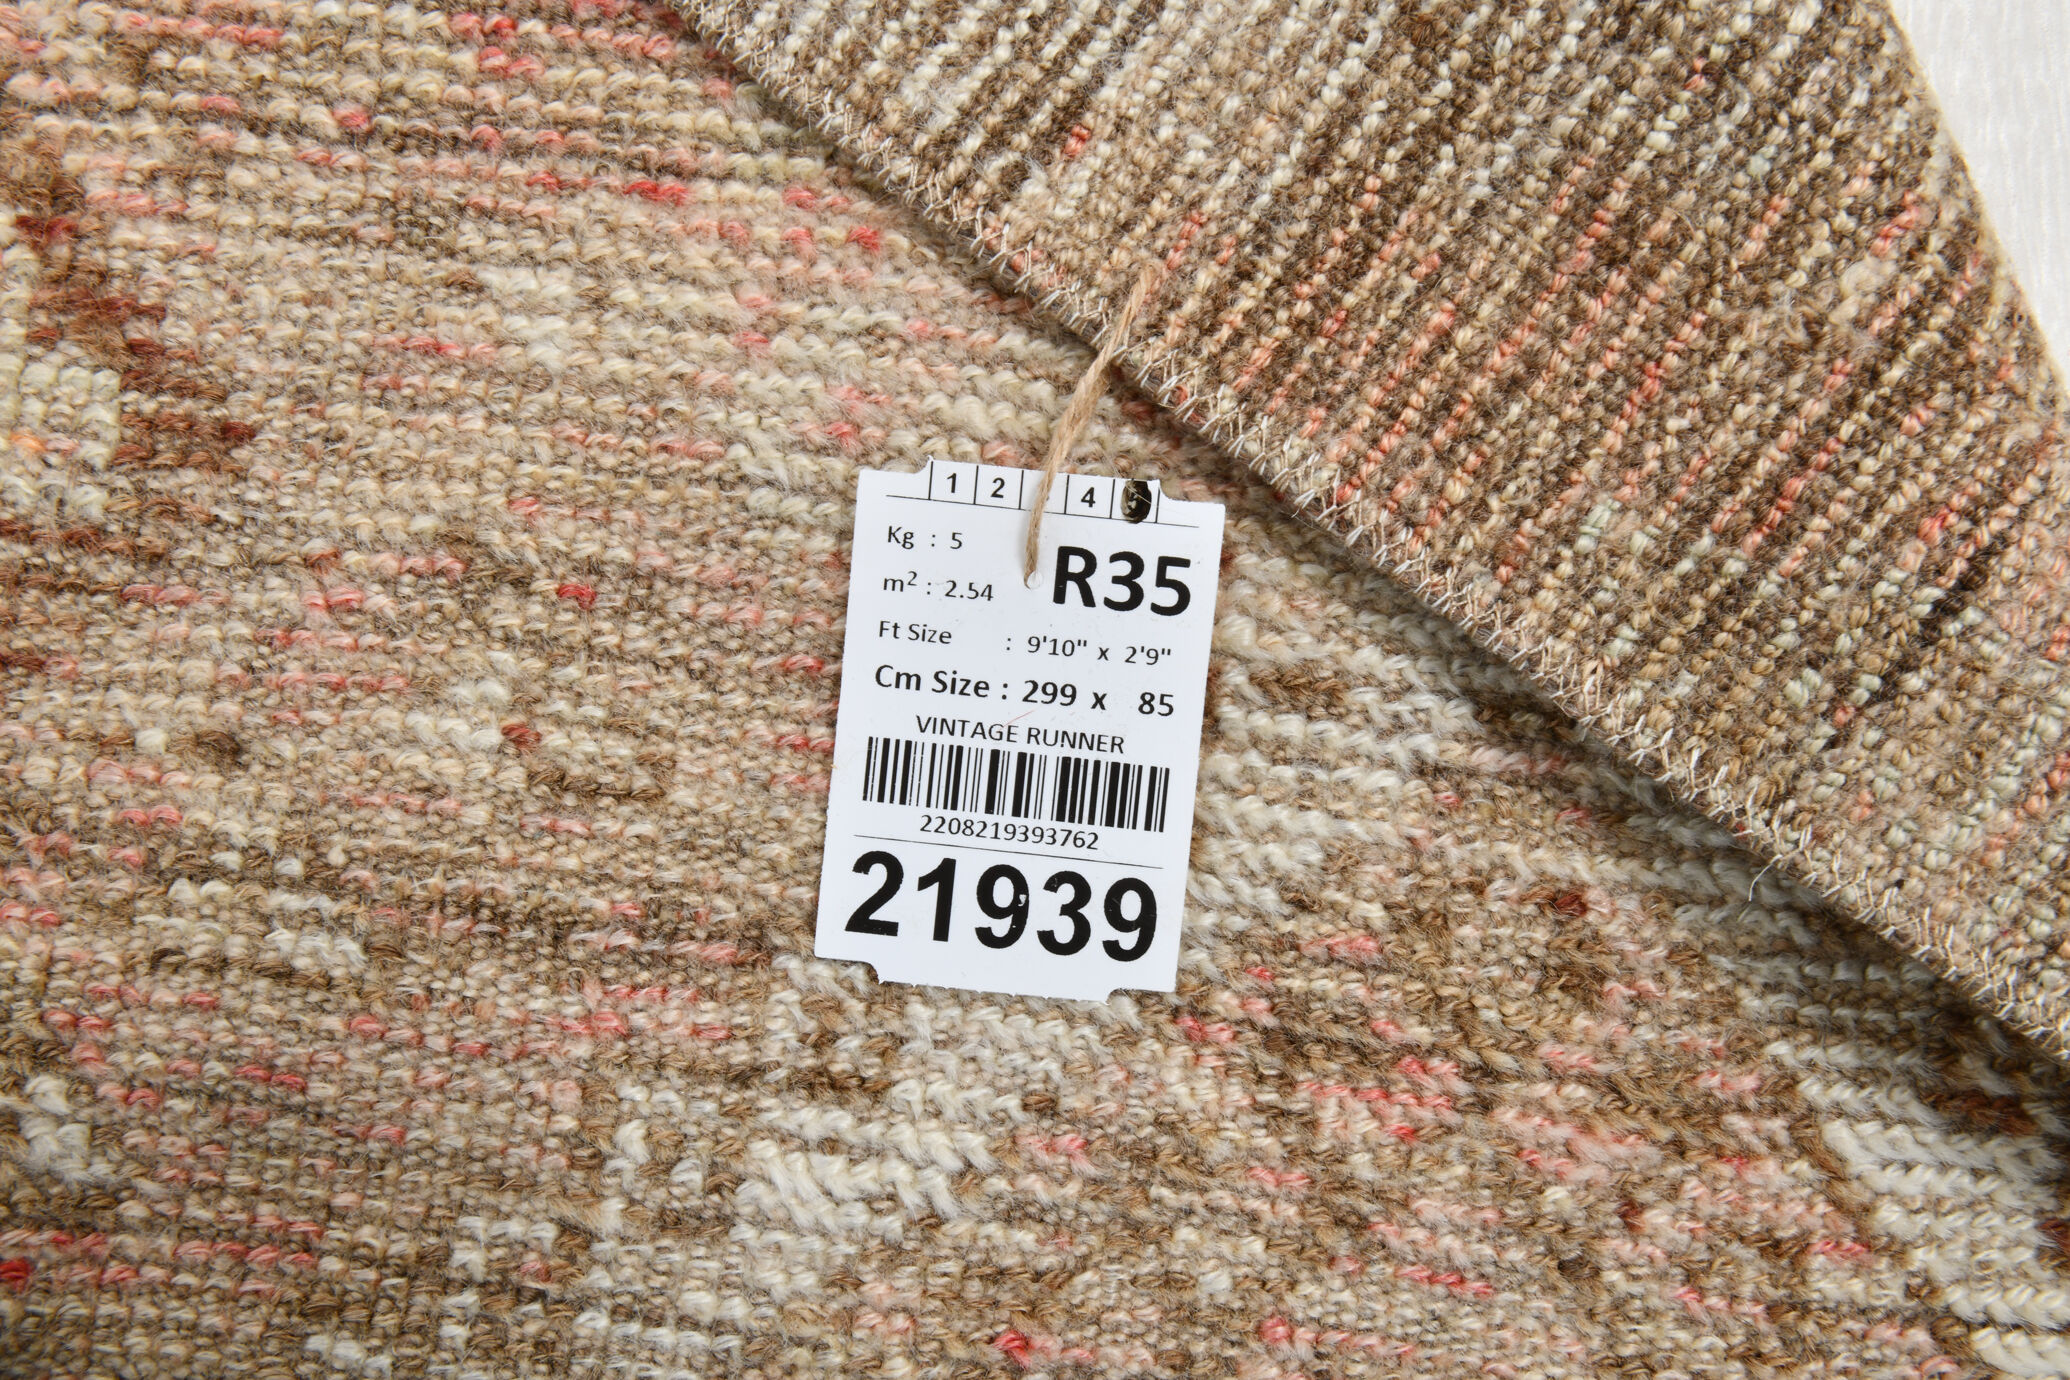 1 2 4
Kg : 5
R35
m² : 2.54
Ft Size : 9'10" x 2'9"
Cm Size : 299 x 85
VINTAGE RUNNER
2208219393762
21939